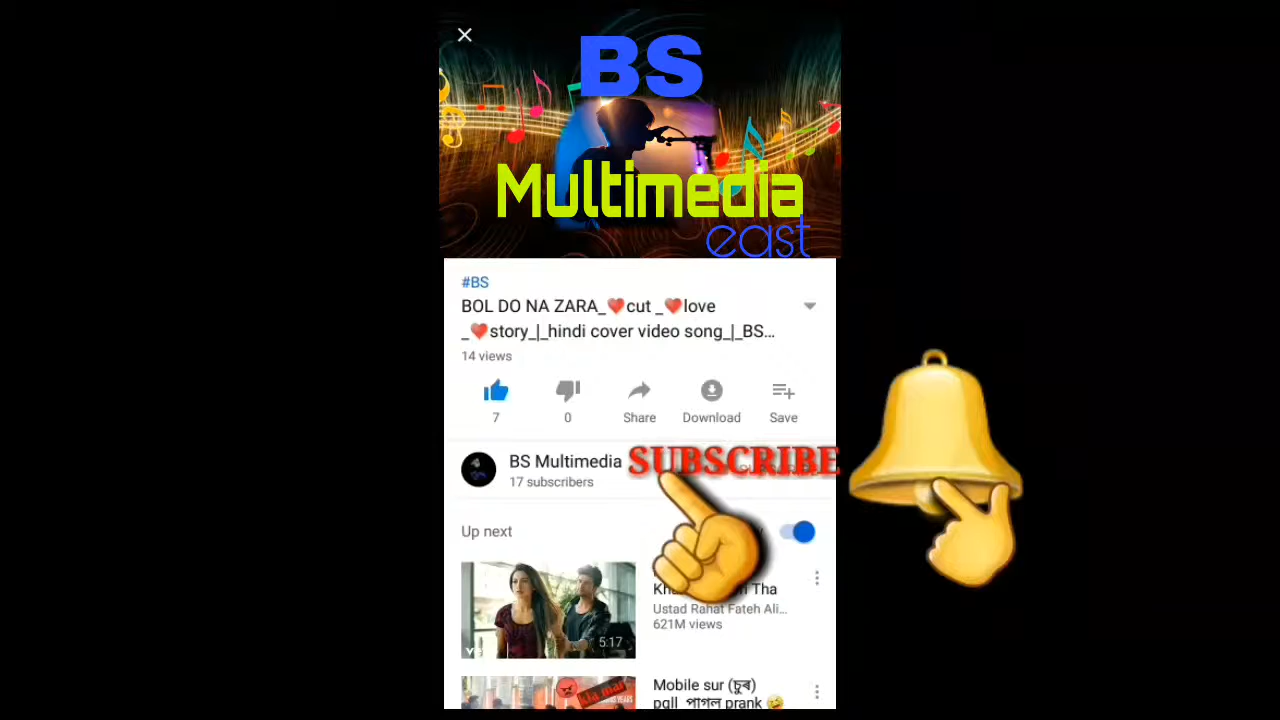 BS
Multimedia
east
#BS
BOL DO NA ZARA_❤️cut _❤️love
_❤️story_|_hindi cover video song_|_BS...
14 views
7
0
Share
Download
Save
BS Multimedia
SUBSCRIBE
17 subscribers
Up next
5:17
Tha
Ustad Rahat Fateh Ali...
621M views
Mobile sur (চুৰ)
pgll_পাগল prank 🤣